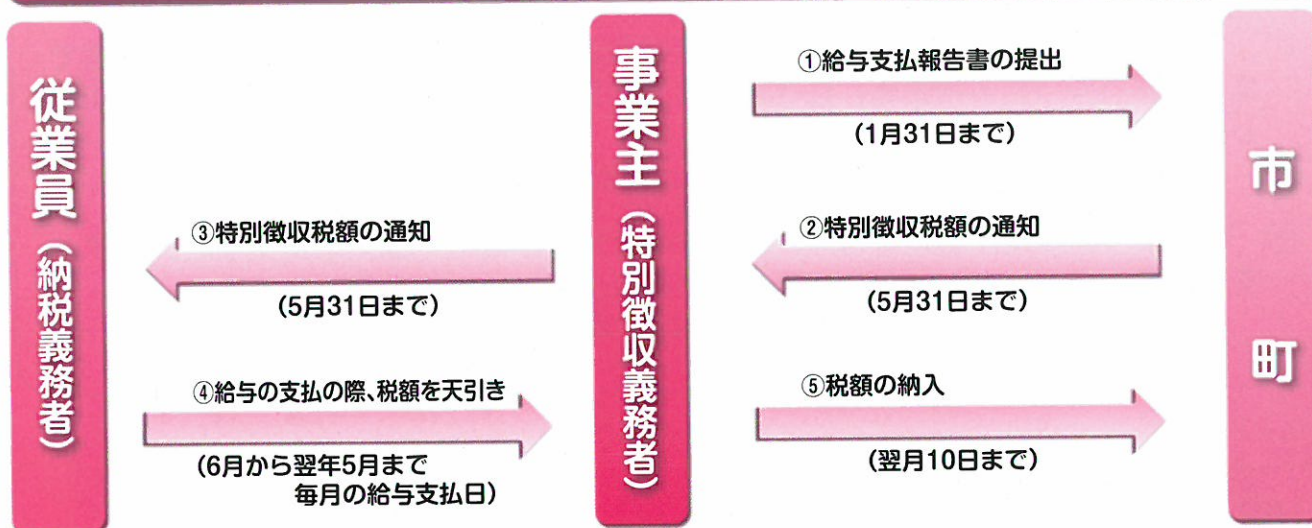 従業員（納税義務者）
事業主（特別徴収義務者）
市町
①給与支払報告書の提出
（1月31日まで）
②特別徴収税額の通知
（5月31日まで）
③特別徴収税額の通知
（5月31日まで）
④給与の支払の際、税額を天引き
（6月から翌年5月まで
毎月の給与支払日）
⑤税額の納入
（翌月10日まで）